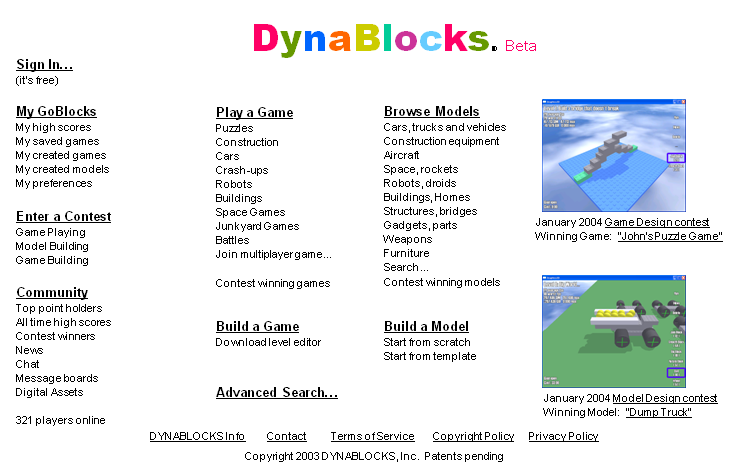 DynaBlocks. Beta
Sign In...
(it's free)
My GoBlocks
My high scores
My saved games
My created games
My created models
My preferences
Enter a Contest
Game Playing
Model Building
Game Building
Community
Top point holders
All time high scores
Contest winners
News
Chat
Message boards
Digital Assets
321 players online
Play a Game
Puzzles
Construction
Cars
Crash-ups
Robots
Buildings
Space Games
Junkyard Games
Battles
Join multiplayer game...
Contest winning games
Build a Game
Download level editor
Advanced Search...
Browse Models
Cars, trucks and vehicles
Construction equipment
Aircraft
Space, rockets
Robots, droids
Buildings, Homes
Structures, bridges
Gadgets, parts
Weapons
Furniture
Search...
Contest winning models
Build a Model
Start from scratch
Start from template
January 2004 Game Design contest
Winning Game: "John's Puzzle Game"
January 2004 Model Design contest
Winning Model: "Dump Truck"
DYNABLOCKS Info Contact Terms of Service Copyright Policy Privacy Policy
Copyright 2003 DYNABLOCKS, Inc. Patents pending